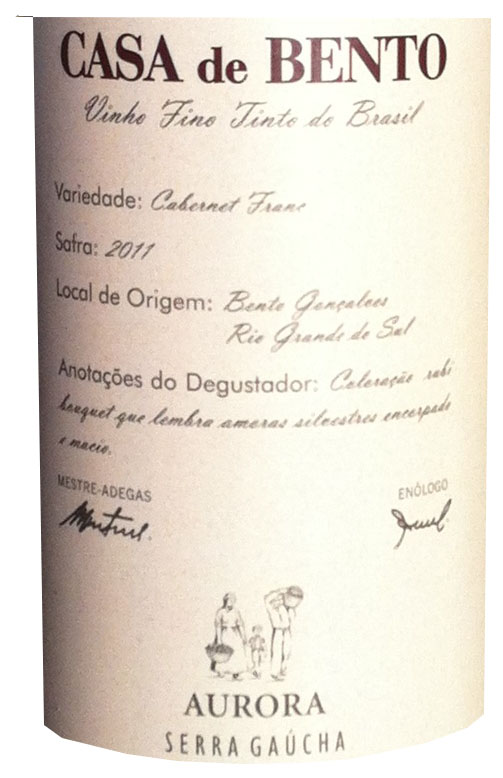 CASA de BENTO
Vinho Fino Tinto do Brasil
Variedade: Cabernet Franc
Safra: 2011
Local de Origem: Bento Gonçalves
Rio Grande do Sul
Anotações do Degustador: Coloração rubi
bouquet que lembra amoras silvestres encorpado
e macio.
MESTRE-ADEGAS
ENÓLOGO
AURORA
SERRA GAÚCHA